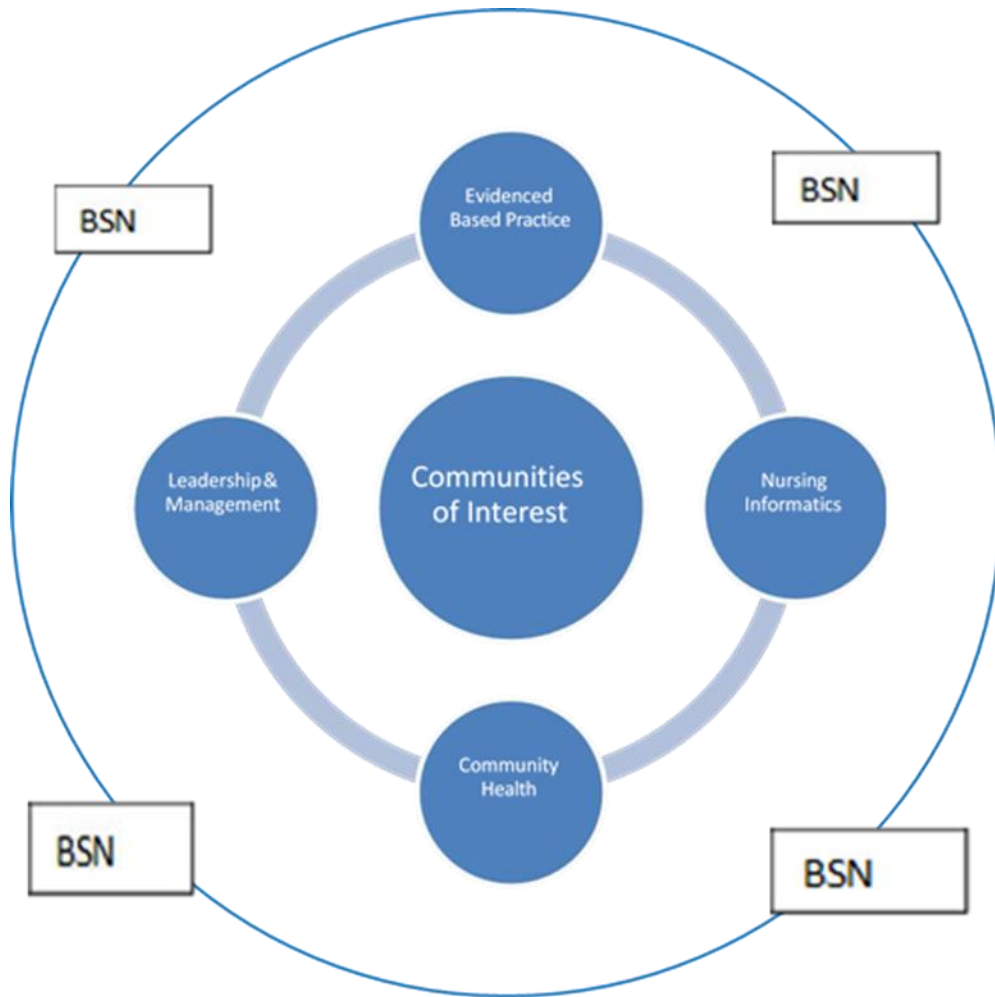 Evidenced
Based Practice
BSN
BSN
Leadership &
Management
Communities
of Interest
Nursing
Informatics
Community
Health
BSN
BSN